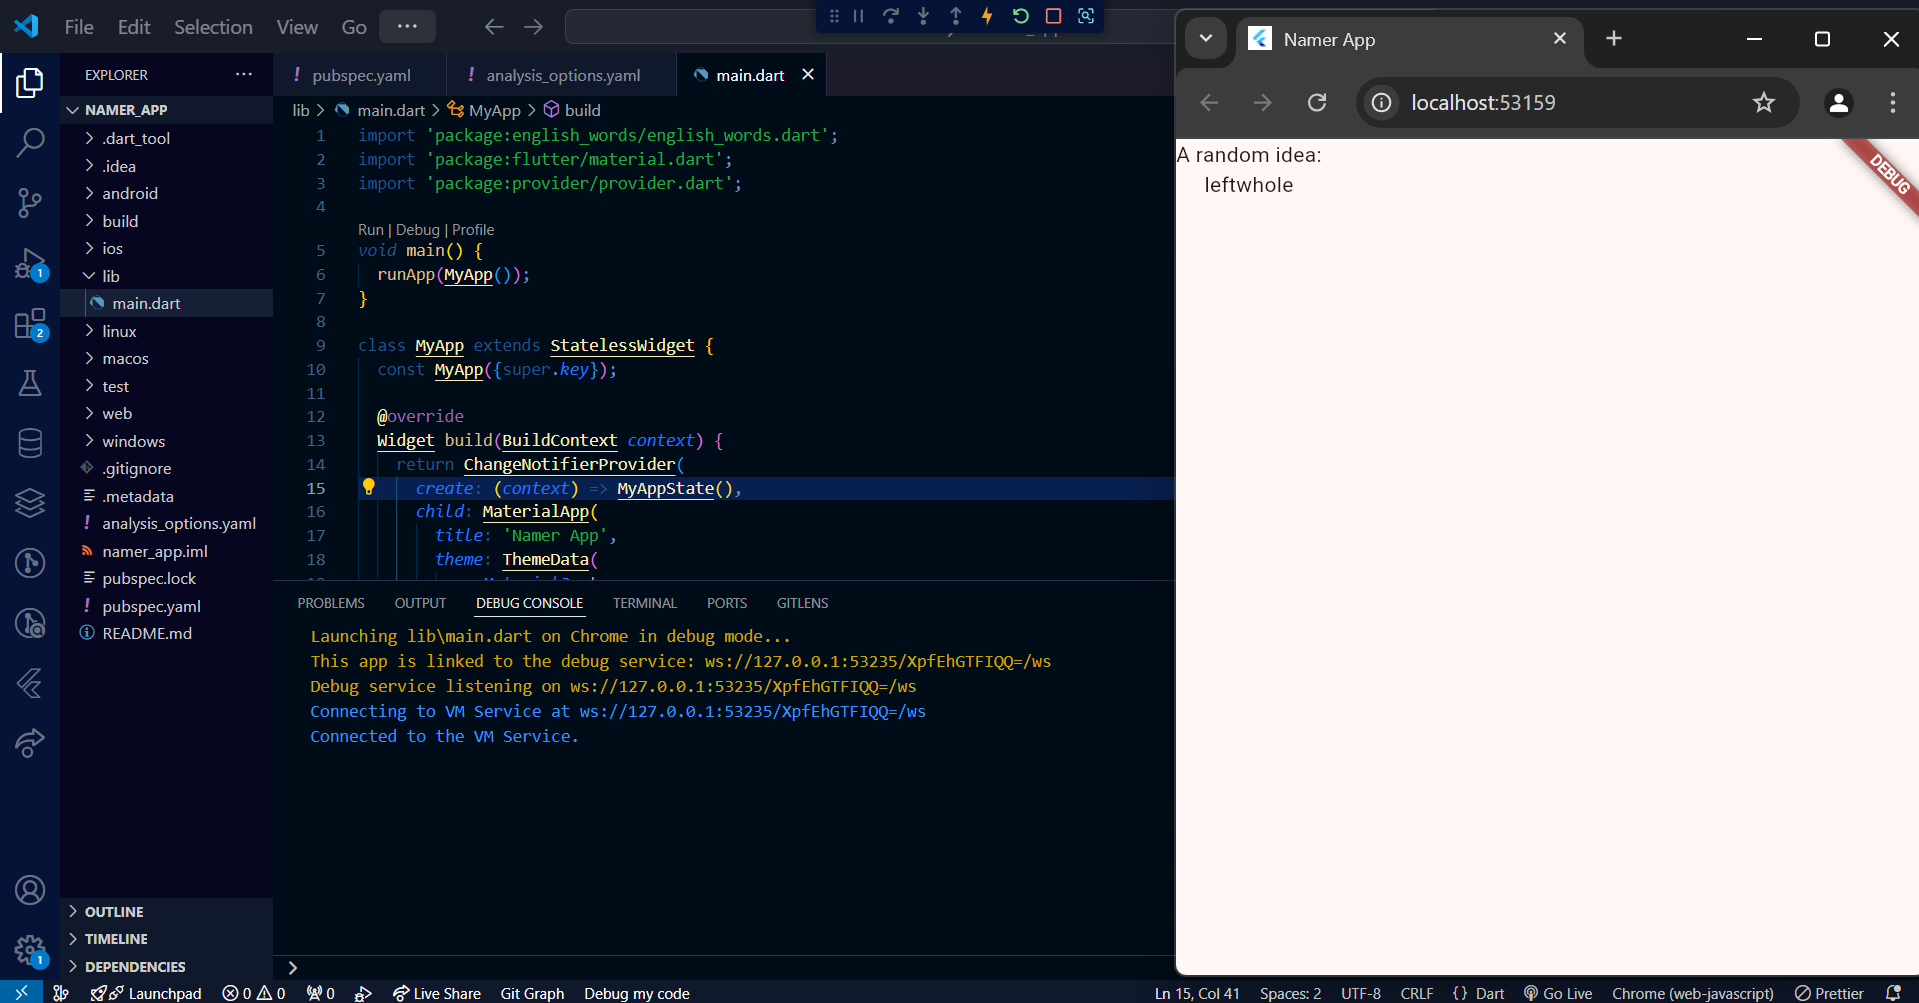 File Edit Selection View Go ···
EXPLORER ···
NAMER_APP
.dart_tool
.idea
android
build
ios
lib
main.dart
linux
macos
test
web
windows
.gitignore
.metadata
analysis_options.yaml
namer_app.iml
pubspec.lock
pubspec.yaml
README.md
OUTLINE
TIMELINE
DEPENDENCIES
1
2
1
! pubspec.yaml ! analysis_options.yaml main.dart
lib > main.dart > MyApp > build
1 import 'package:english_words/english_words.dart';
2 import 'package:flutter/material.dart';
3 import 'package:provider/provider.dart';
4
Run | Debug | Profile
5 void main() {
6 runApp(MyApp());
7 }
8
9 class MyApp extends StatelessWidget {
10 const MyApp({super.key});
11
12 @override
13 Widget build(BuildContext context) {
14 return ChangeNotifierProvider(
15 create: (context) => MyAppState(),
16 child: MaterialApp(
17 title: 'Namer App',
18 theme: ThemeData(
PROBLEMS OUTPUT DEBUG CONSOLE TERMINAL PORTS GITLENS
Launching lib\main.dart on Chrome in debug mode...
This app is linked to the debug service: ws://127.0.0.1:53235/XpfEhGTFIQQ=/ws
Debug service listening on ws://127.0.0.1:53235/XpfEhGTFIQQ=/ws
Connecting to VM Service at ws://127.0.0.1:53235/XpfEhGTFIQQ=/ws
Connected to the VM Service.
Namer App
localhost:53159
A random idea:
leftwhole
DEBUG
Launchpad 0 0 0 Live Share Git Graph Debug my code Ln 15, Col 41 Spaces: 2 UTF-8 CRLF {} Dart Go Live Chrome (web-javascript) Prettier